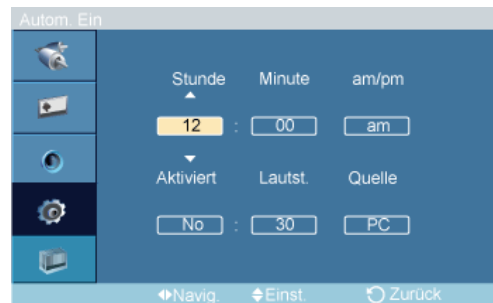 Autom. Ein
Stunde Minute am/pm
12 : 00 am
Aktiviert Lautst. Quelle
No : 30 PC
Navig. Einst. Zurück